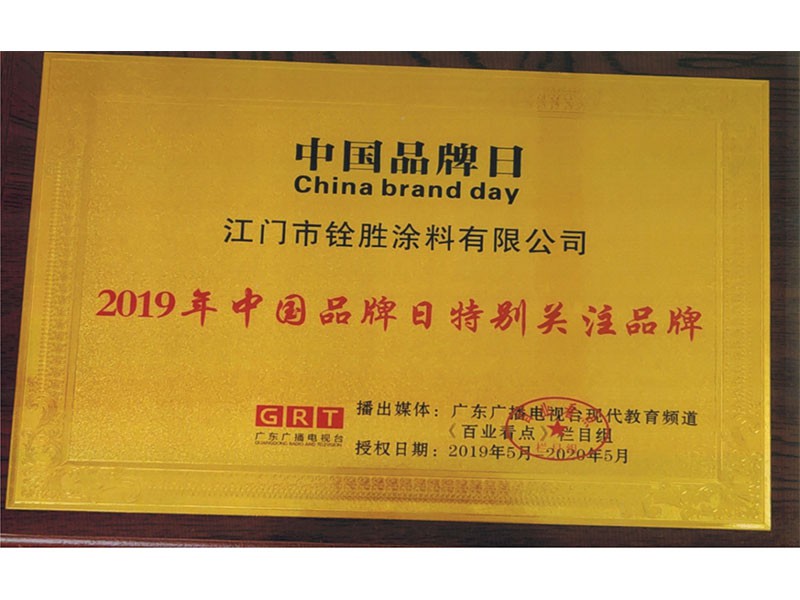 中国品牌日
China brand day
江门市铨胜涂料有限公司
2019年中国品牌日特别关注品牌
GRT
广东广播电视台
GUANGDONG RADIO AND TELEVISION
播出媒体：广东广播电视台现代教育频道
《百业看点》栏目组
授权日期：2019年5月-2020年5月